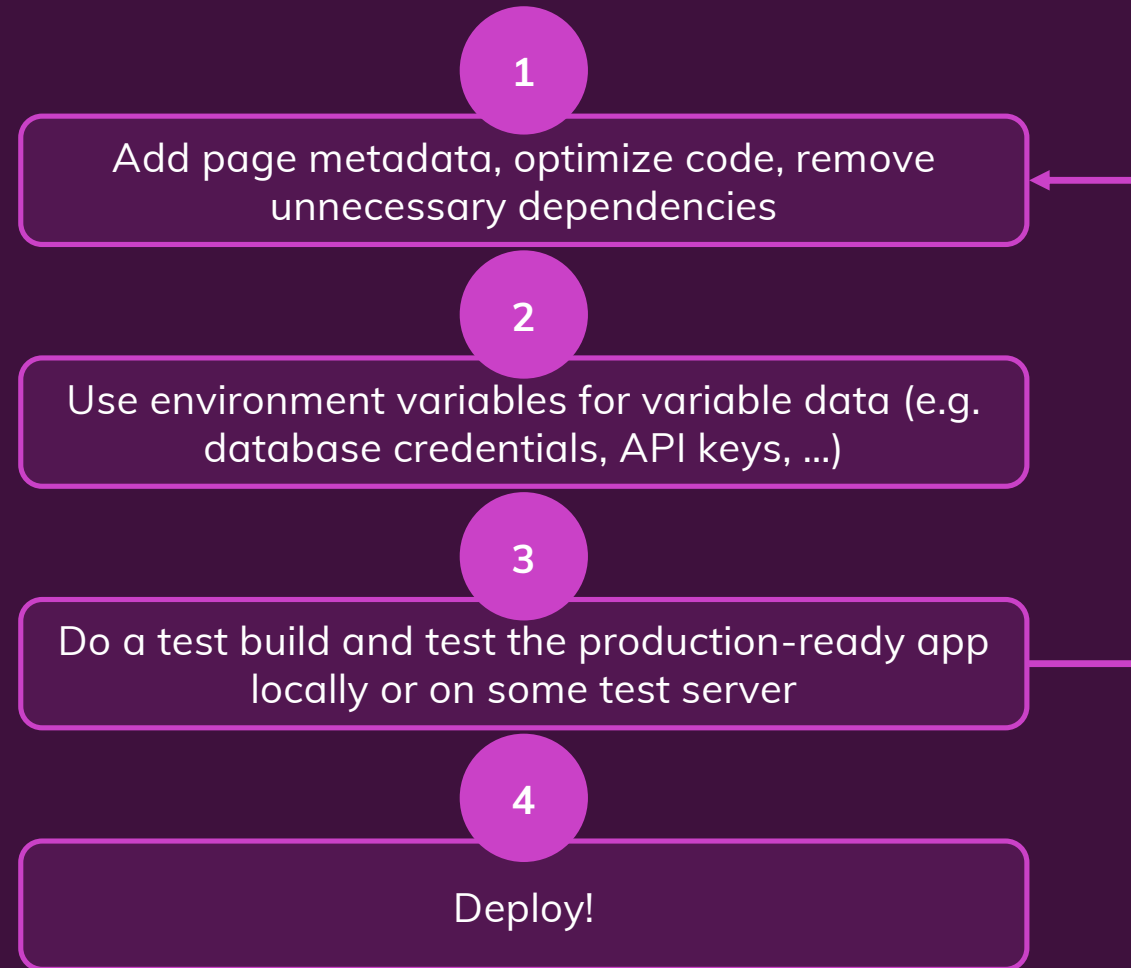 1
Add page metadata, optimize code, remove
unnecessary dependencies
2
Use environment variables for variable data (e.g.
database credentials, API keys, …)
3
Do a test build and test the production-ready app
locally or on some test server
4
Deploy!